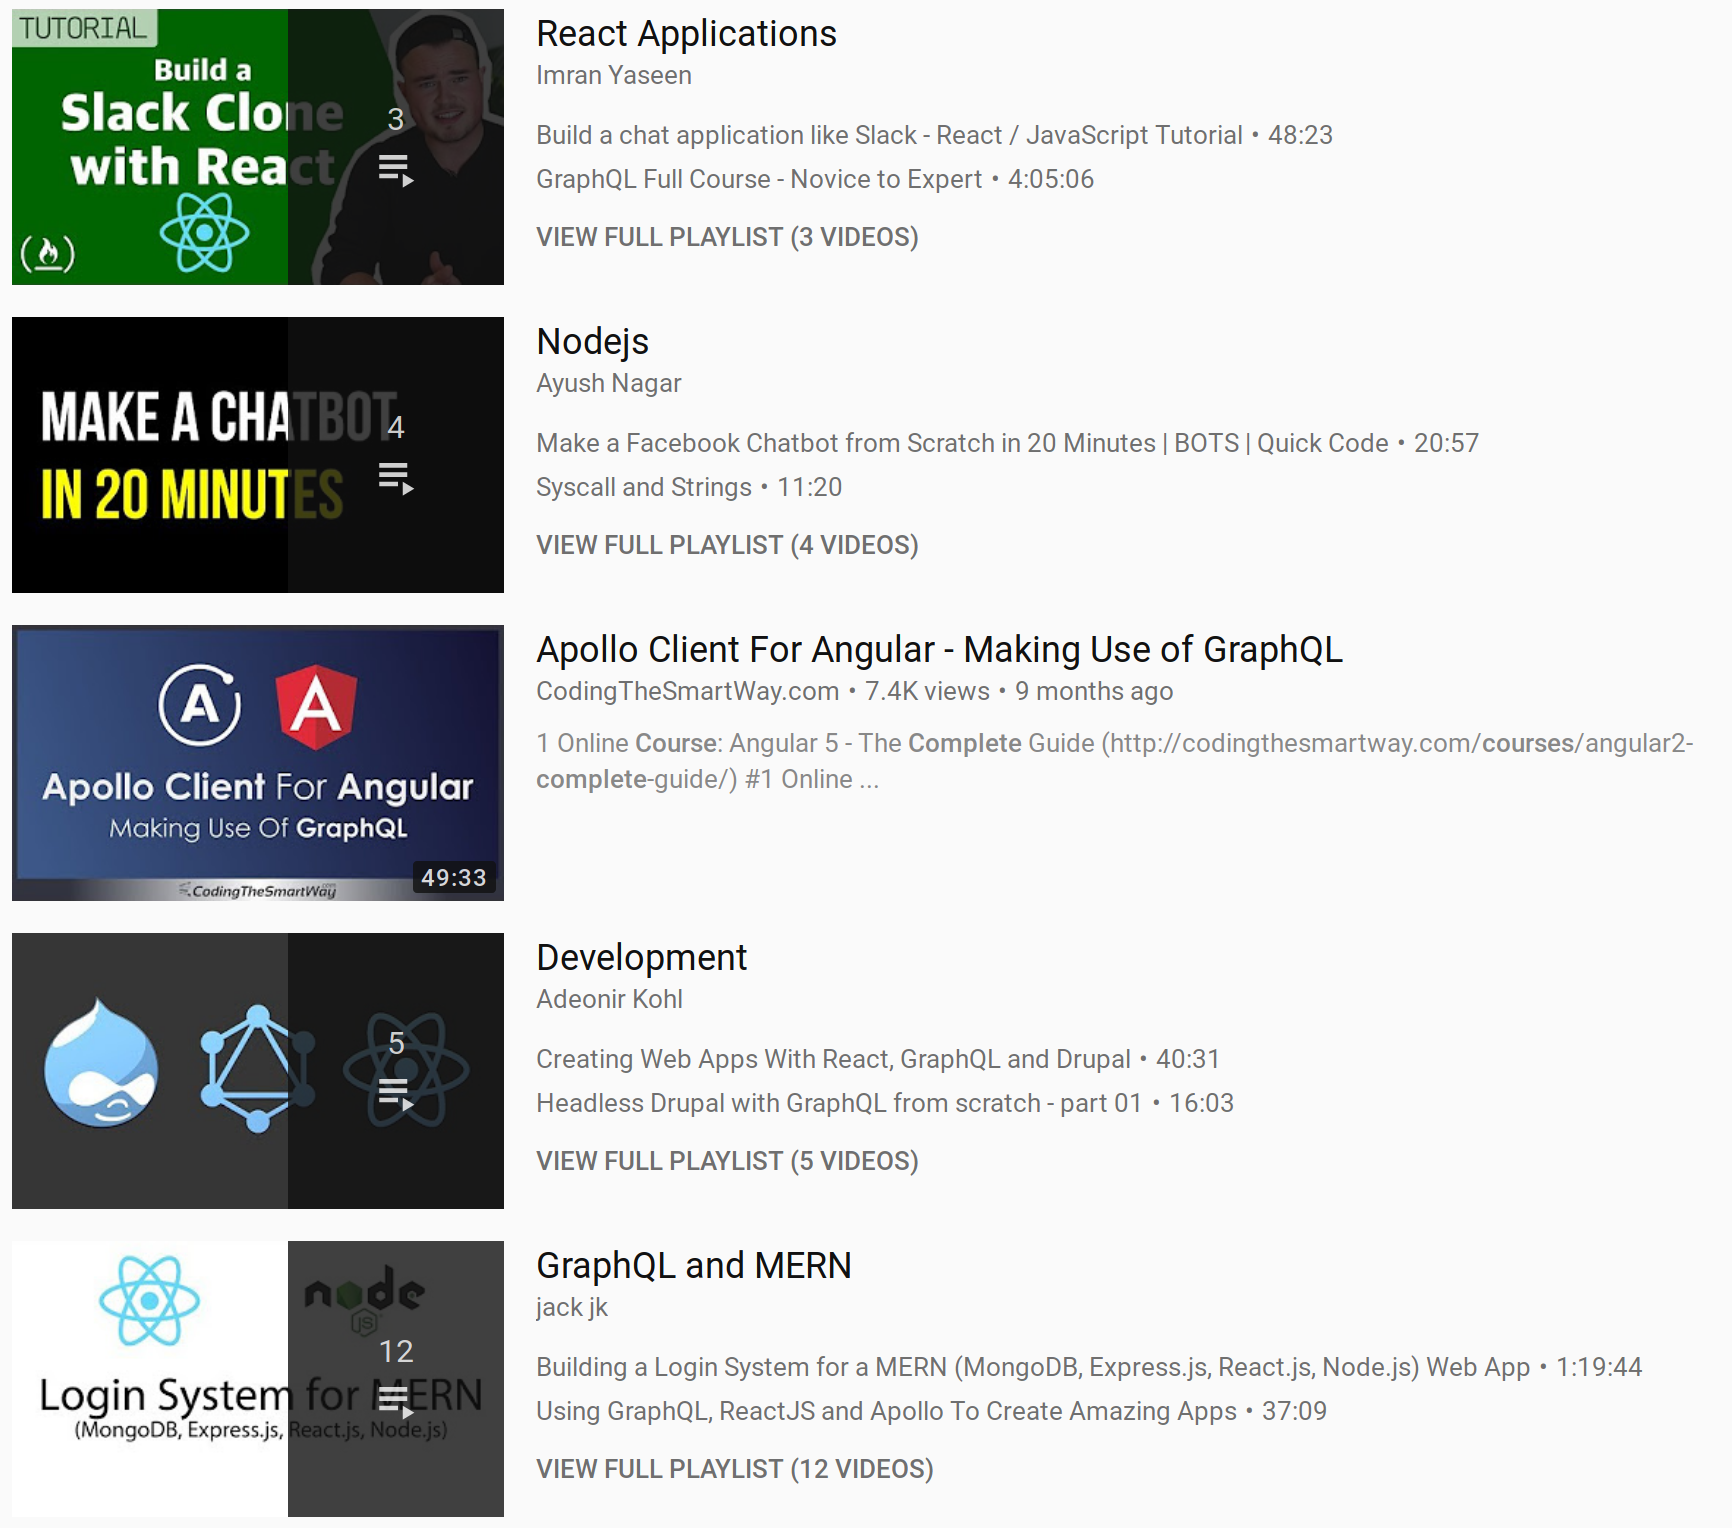 TUTORIAL
Build a
Slack Clone
with React
3
React Applications
Imran Yaseen
Build a chat application like Slack - React / JavaScript Tutorial • 48:23
GraphQL Full Course - Novice to Expert • 4:05:06
VIEW FULL PLAYLIST (3 VIDEOS)
MAKE A CHATBOT
IN 20 MINUTES
4
Nodejs
Ayush Nagar
Make a Facebook Chatbot from Scratch in 20 Minutes | BOTS | Quick Code • 20:57
Syscall and Strings • 11:20
VIEW FULL PLAYLIST (4 VIDEOS)
Apollo Client For Angular
Making Use Of GraphQL
CodingTheSmartWay
.com
49:33
Apollo Client For Angular - Making Use of GraphQL
CodingTheSmartWay.com • 7.4K views • 9 months ago
1 Online Course: Angular 5 - The Complete Guide (http://codingthesmartway.com/courses/angular2-
complete-guide/) #1 Online ...
5
Development
Adeonir Kohl
Creating Web Apps With React, GraphQL and Drupal • 40:31
Headless Drupal with GraphQL from scratch - part 01 • 16:03
VIEW FULL PLAYLIST (5 VIDEOS)
node
JS
12
Login System for MERN
(MongoDB, Express.js, React.js, Node.js)
GraphQL and MERN
jack jk
Building a Login System for a MERN (MongoDB, Express.js, React.js, Node.js) Web App • 1:19:44
Using GraphQL, ReactJS and Apollo To Create Amazing Apps • 37:09
VIEW FULL PLAYLIST (12 VIDEOS)